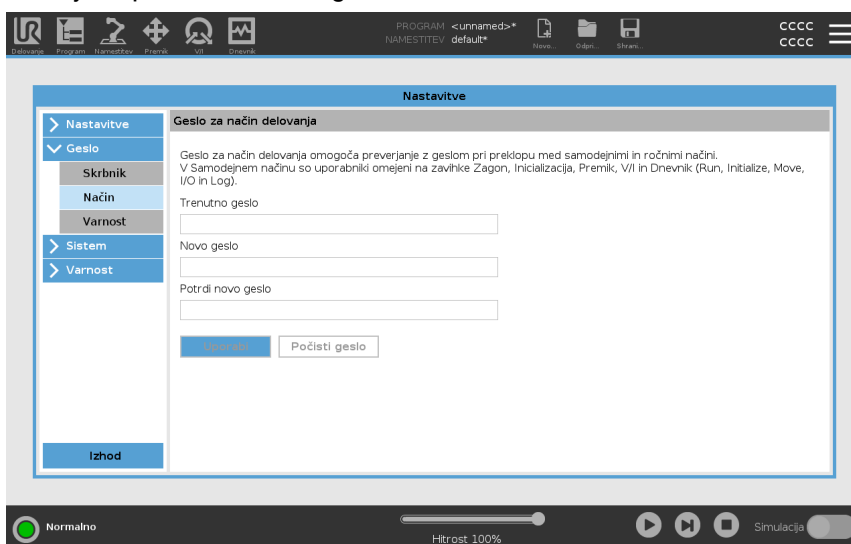 PROGRAM <unnamed>*
NAMESTITEV default*
CCCC
CCCC
Delovanje Program Namestitev Premik V/I Dnevnik Novo... Odpri... Shrani...
Nastavitve
Nastavitve
Geslo
Skrbnik
Način
Varnost
Sistem
Varnost
Izhod
Geslo za način delovanja
Geslo za način delovanja omogoča preverjanje z geslom pri preklopu med samodejnimi in ročnimi načini.
V Samodejnem načinu so uporabniki omejeni na zavihke Zagon, Inicializacija, Premik, V/I in Dnevnik (Run, Initialize, Move,
I/O in Log).
Trenutno geslo
Novo geslo
Potrdi novo geslo
Uporabi Počisti geslo
Normalno
Hitrost 100%
Simulacija